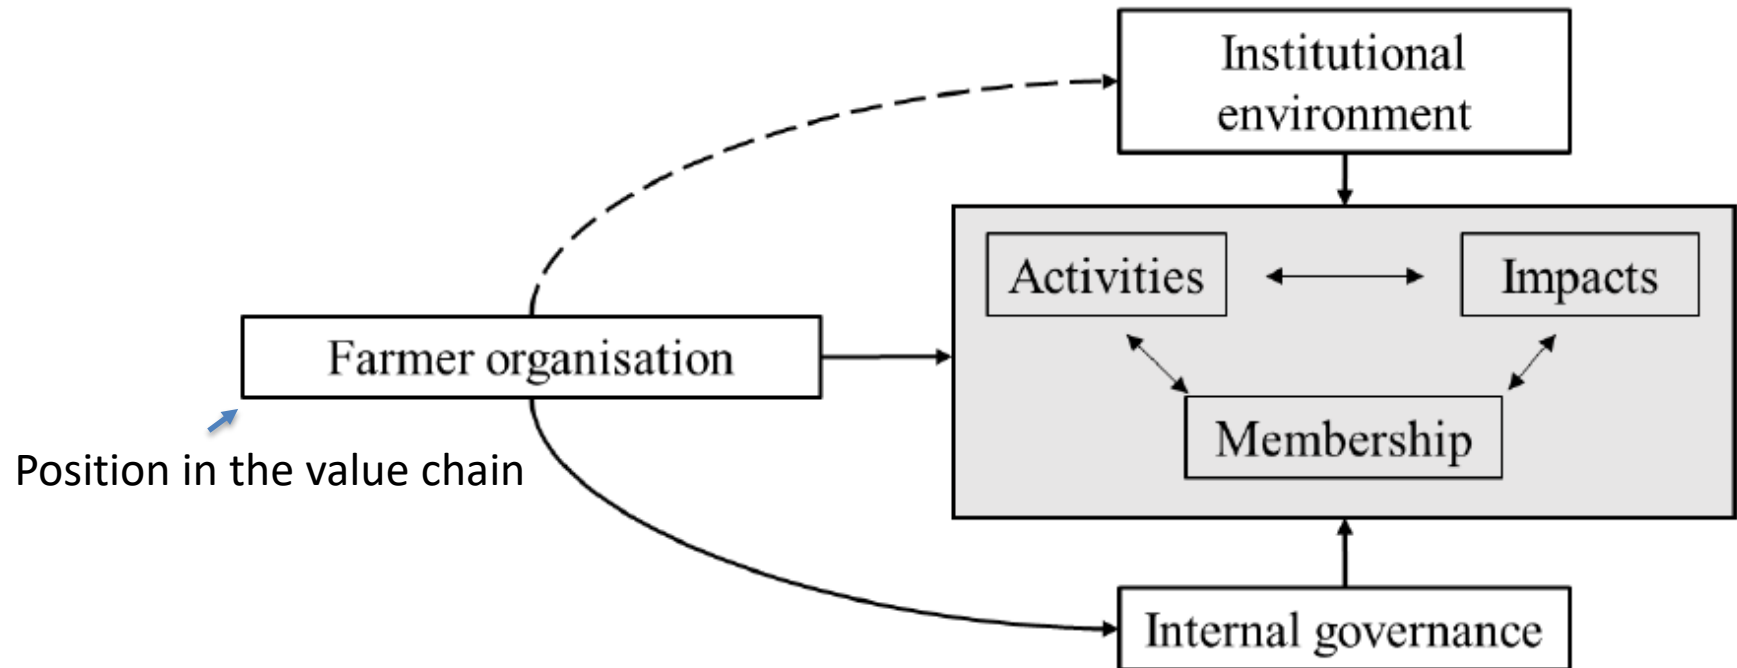 Institutional
environment
Activities
Impacts
Farmer organisation
Membership
Position in the value chain
Internal governance